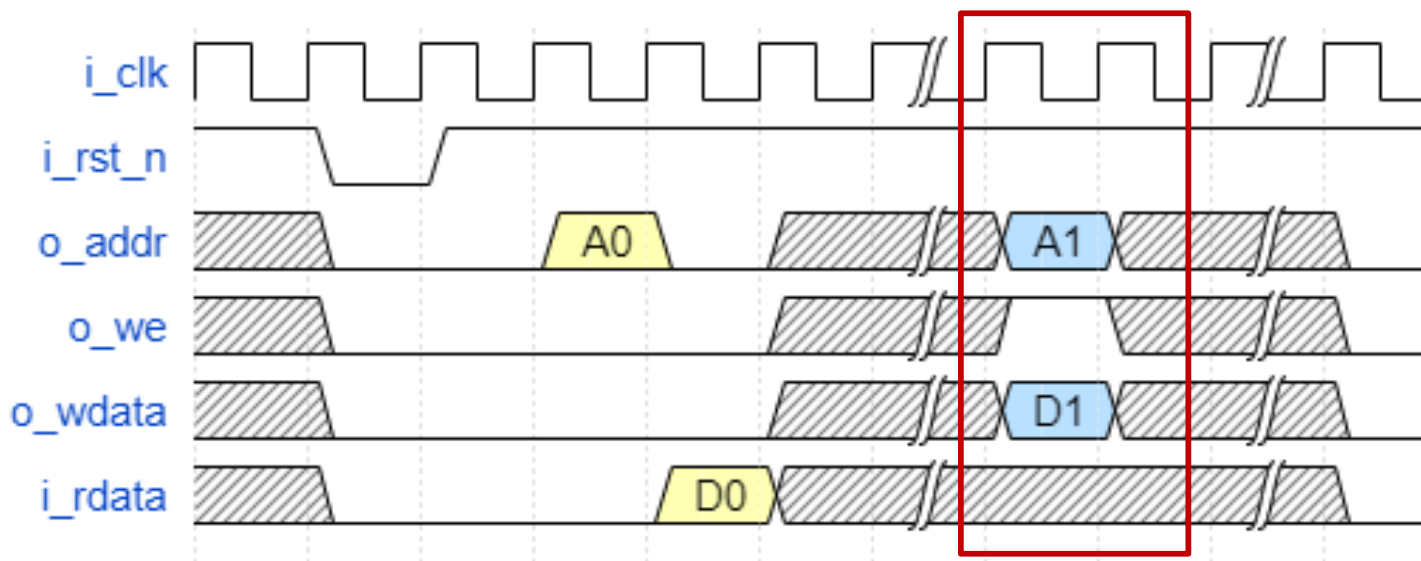 i_clk
i_rst_n
o_addr A0 A1
o_we
o_wdata D1
i_rdata D0